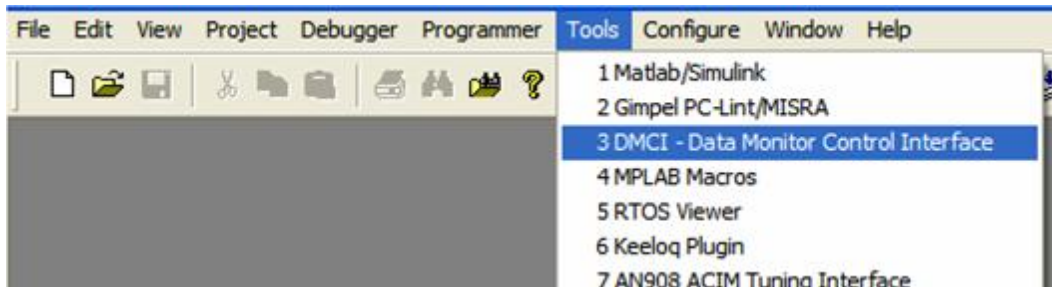 File Edit View Project Debugger Programmer Tools Configure Window Help
1 Matlab/Simulink
2 Gimpel PC-Lint/MISRA
3 DMCI - Data Monitor Control Interface
4 MPLAB Macros
5 RTOS Viewer
6 Keeloq Plugin
7 AN908 ACIM Tuning Interface